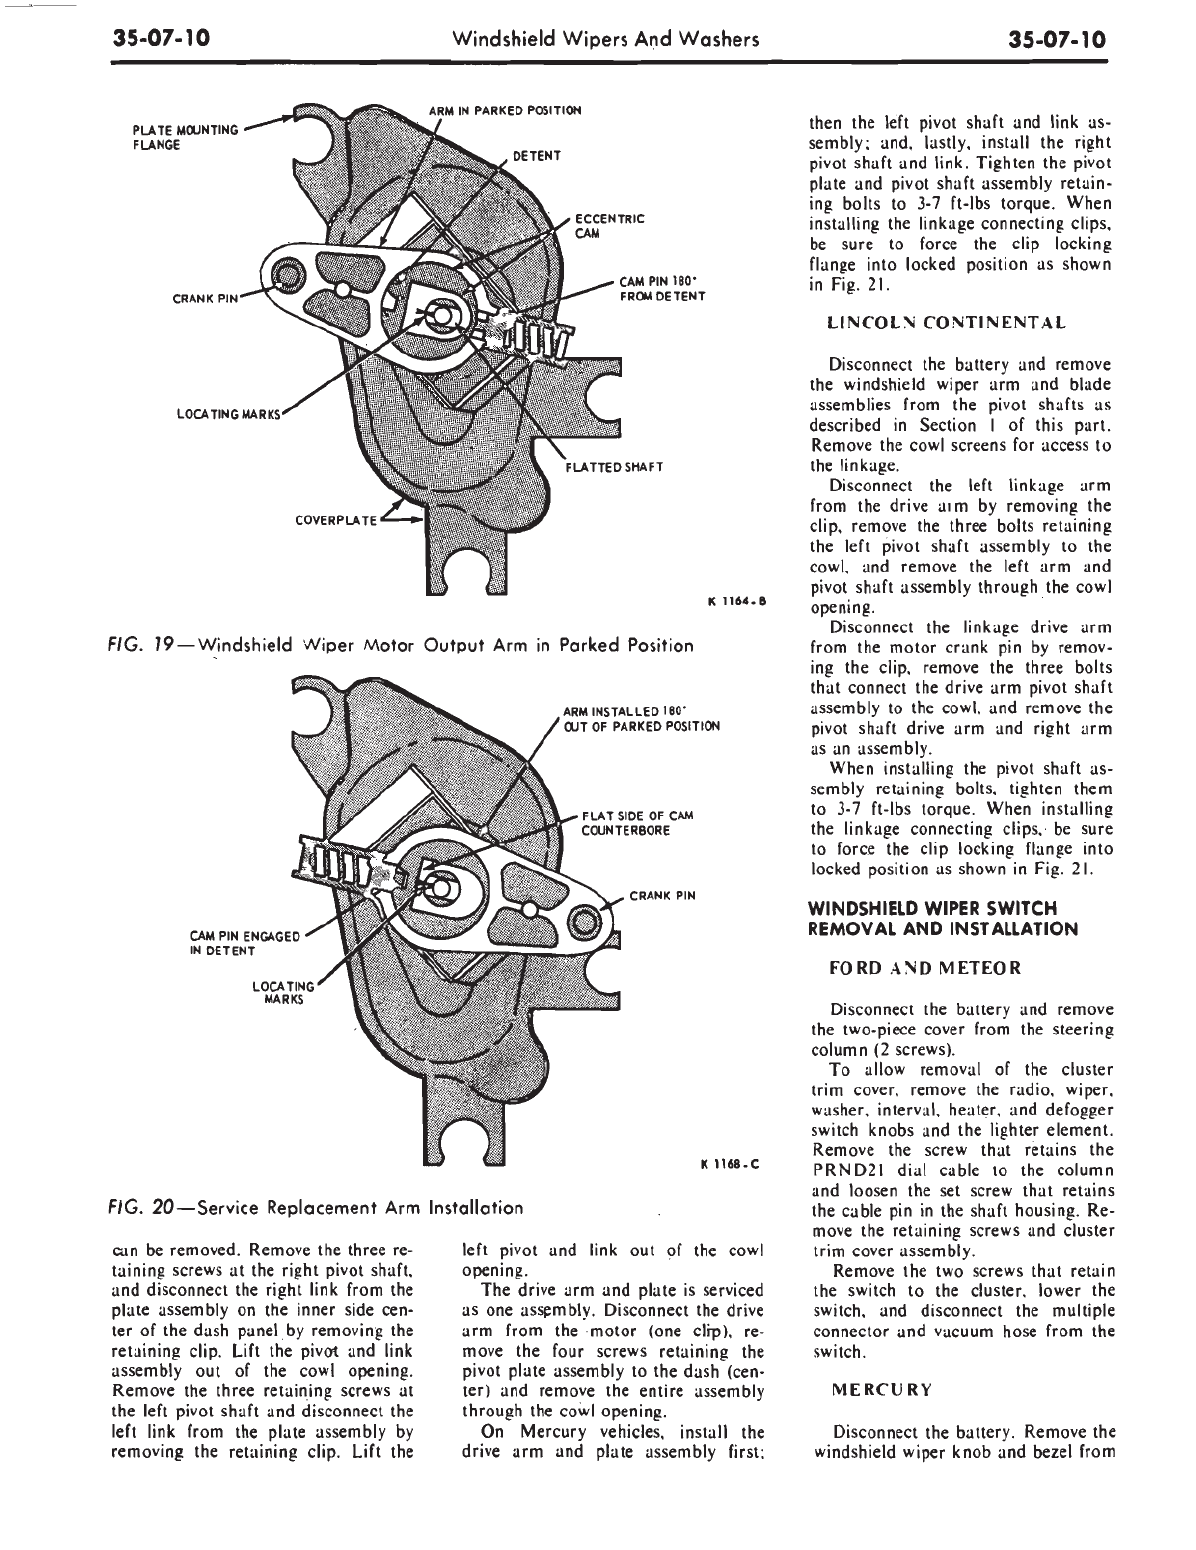 35-07-10
Windshield Wipers And Washers
35-07-10
PLATE MOUNTING
FLANGE
ARM IN PARKED POSITION
DETENT
ECCENTRIC
CAM
CAM PIN 180°
FROM DETENT
CRANK PIN
LOCATING MARKS
FLATTED SHAFT
COVERPLATE
K 1164-B
FIG. 19—Windshield Wiper Motor Output Arm in Parked Position
ARM INSTALLED 180°
OUT OF PARKED POSITION
FLAT SIDE OF CAM
COUNTERBORE
CRANK PIN
CAM PIN ENGAGED
IN DETENT
LOCATING
MARKS
K 1168-C
FIG. 20—Service Replacement Arm Installation
can be removed. Remove the three re-
taining screws at the right pivot shaft,
and disconnect the right link from the
plate assembly on the inner side cen-
ter of the dash panel by removing the
retaining clip. Lift the pivot and link
assembly out of the cowl opening.
Remove the three retaining screws at
the left pivot shaft and disconnect the
left link from the plate assembly by
removing the retaining clip. Lift the
left pivot and link out of the cowl
opening.
The drive arm and plate is serviced
as one assembly. Disconnect the drive
arm from the motor (one clip), re-
move the four screws retaining the
pivot plate assembly to the dash (cen-
ter) and remove the entire assembly
through the cowl opening.
On Mercury vehicles, install the
drive arm and plate assembly first;
then the left pivot shaft and link as-
sembly; and, lastly, install the right
pivot shaft and link. Tighten the pivot
plate and pivot shaft assembly retain-
ing bolts to 3-7 ft-lbs torque. When
installing the linkage connecting clips,
be sure to force the clip locking
flange into locked position as shown
in Fig. 21.
LINCOLN CONTINENTAL
Disconnect the battery and remove
the windshield wiper arm and blade
assemblies from the pivot shafts as
described in Section 1 of this part.
Remove the cowl screens for access to
the linkage.
Disconnect the left linkage arm
from the drive arm by removing the
clip, remove the three bolts retaining
the left pivot shaft assembly to the
cowl, and remove the left arm and
pivot shaft assembly through the cowl
opening.
Disconnect the linkage drive arm
from the motor crank pin by remov-
ing the clip, remove the three bolts
that connect the drive arm pivot shaft
assembly to the cowl, and remove the
pivot shaft drive arm and right arm
as an assembly.
When installing the pivot shaft as-
sembly retaining bolts, tighten them
to 3-7 ft-lbs torque. When installing
the linkage connecting clips, be sure
to force the clip locking flange into
locked position as shown in Fig. 21.
WINDSHIELD WIPER SWITCH
REMOVAL AND INSTALLATION
FORD AND METEOR
Disconnect the battery and remove
the two-piece cover from the steering
column (2 screws).
To allow removal of the cluster
trim cover, remove the radio, wiper,
washer, interval, heater, and defogger
switch knobs and the lighter element.
Remove the screw that retains the
PRND21 dial cable to the column
and loosen the set screw that retains
the cable pin in the shaft housing. Re-
move the retaining screws and cluster
trim cover assembly.
Remove the two screws that retain
the switch to the cluster, lower the
switch, and disconnect the multiple
connector and vacuum hose from the
switch.
MERCURY
Disconnect the battery. Remove the
windshield wiper knob and bezel from